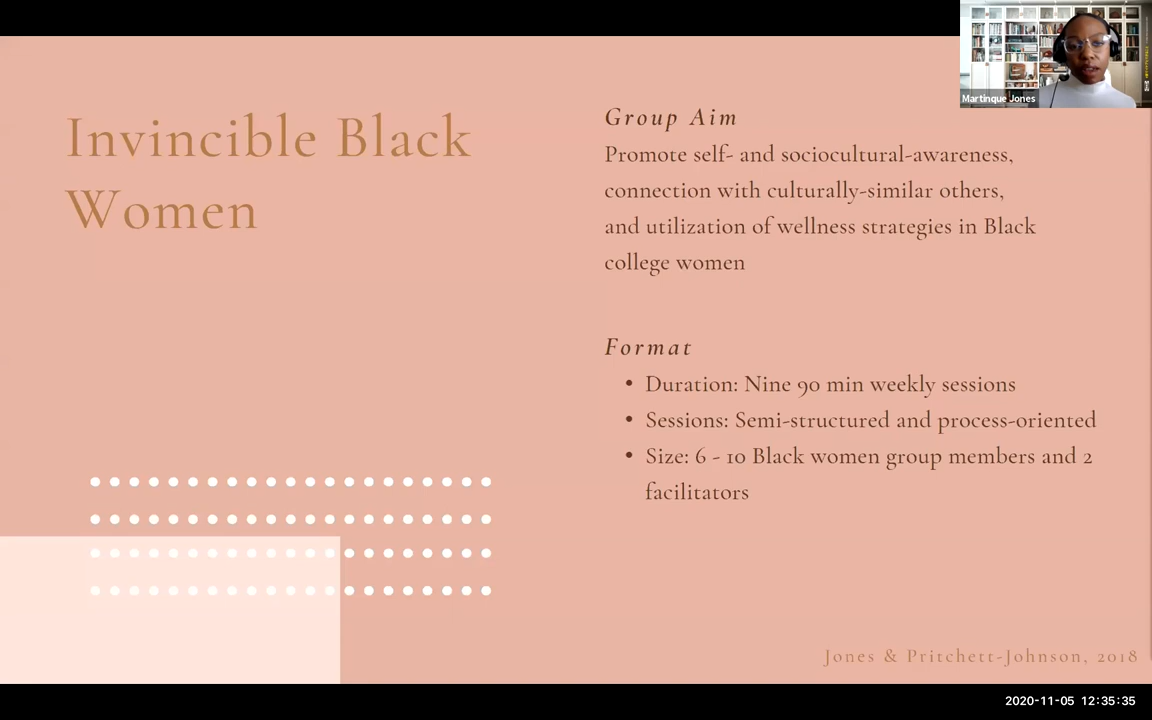 Invincible Black
Women
Group Aim
Promote self- and sociocultural-awareness,
connection with culturally-similar others,
and utilization of wellness strategies in Black
college women
Format
• Duration: Nine 90 min weekly sessions
• Sessions: Semi-structured and process-oriented
• Size: 6 - 10 Black women group members and 2
facilitators
Jones & Pritchett-Johnson, 2018
Martinque Jones
2020-11-05 12:35:35